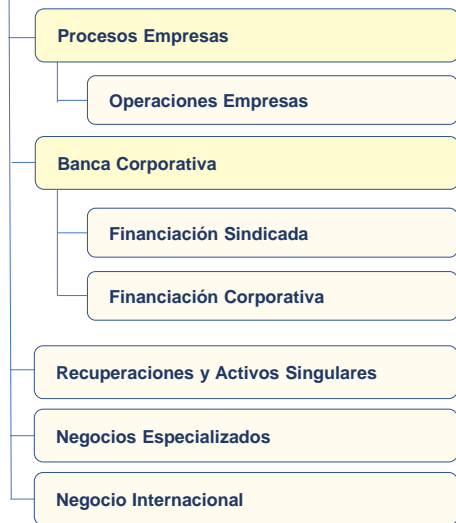 Procesos Empresas
Operaciones Empresas
Banca Corporativa
Financiación Sindicada
Financiación Corporativa
Recuperaciones y Activos Singulares
Negocios Especializados
Negocio Internacional